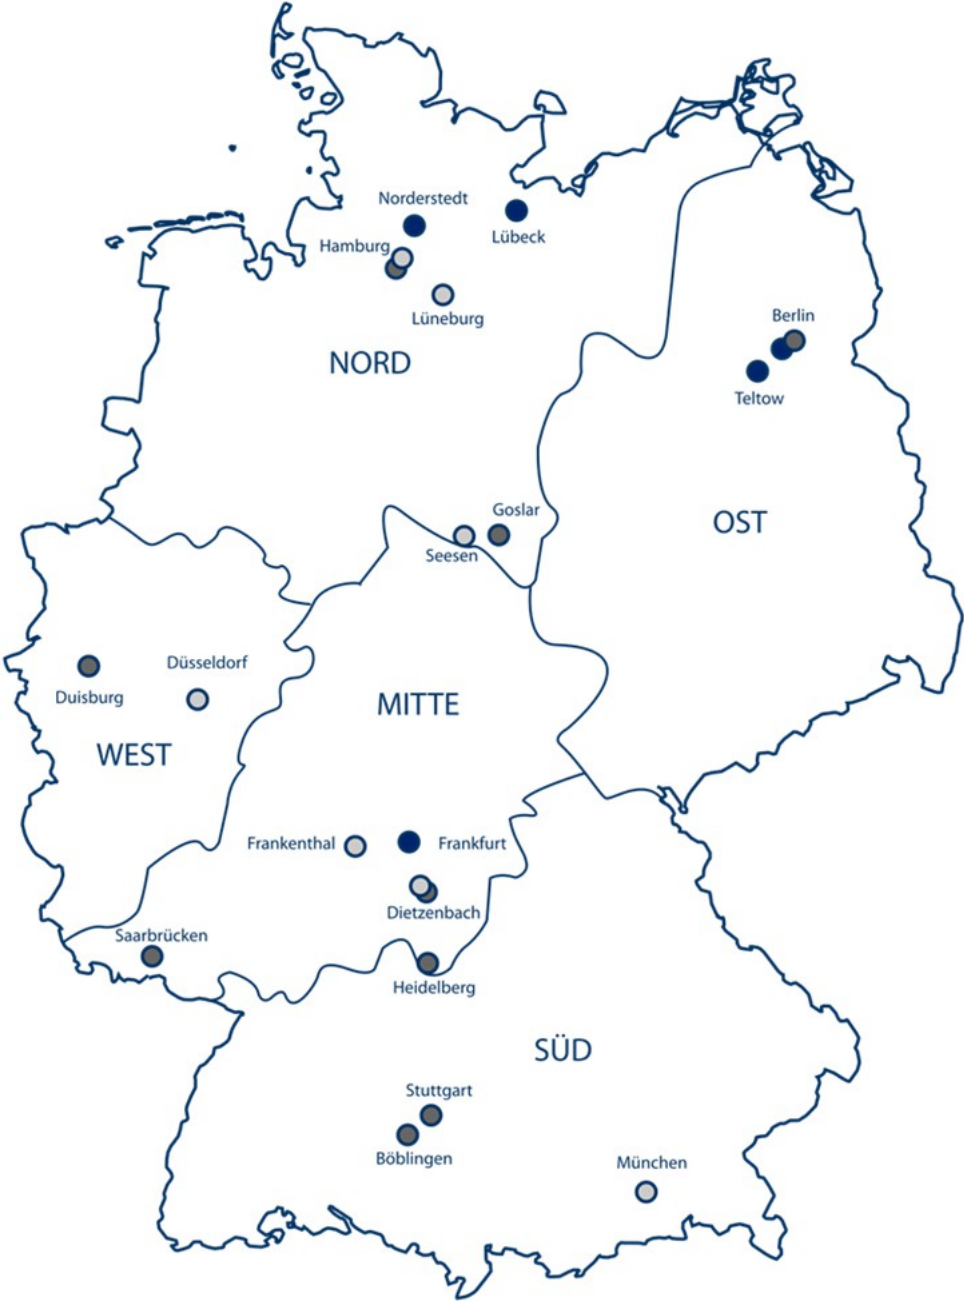 Norderstedt
Lübeck
Hamburg
Lüneburg
Berlin
NORD
Teltow
Goslar
OST
Seesen
Düsseldorf
Duisburg
MITTE
WEST
Frankenthal
Frankfurt
Dietzenbach
Saarbrücken
Heidelberg
SÜD
Stuttgart
Böblingen
München